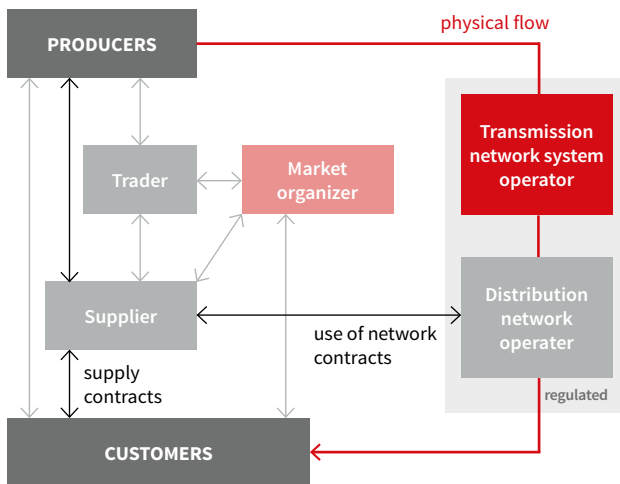 physical flow
PRODUCERS
Transmission
network system
operator
Trader
Market
organizer
Supplier
Distribution
network
operater
use of network
contracts
supply
contracts
regulated
CUSTOMERS